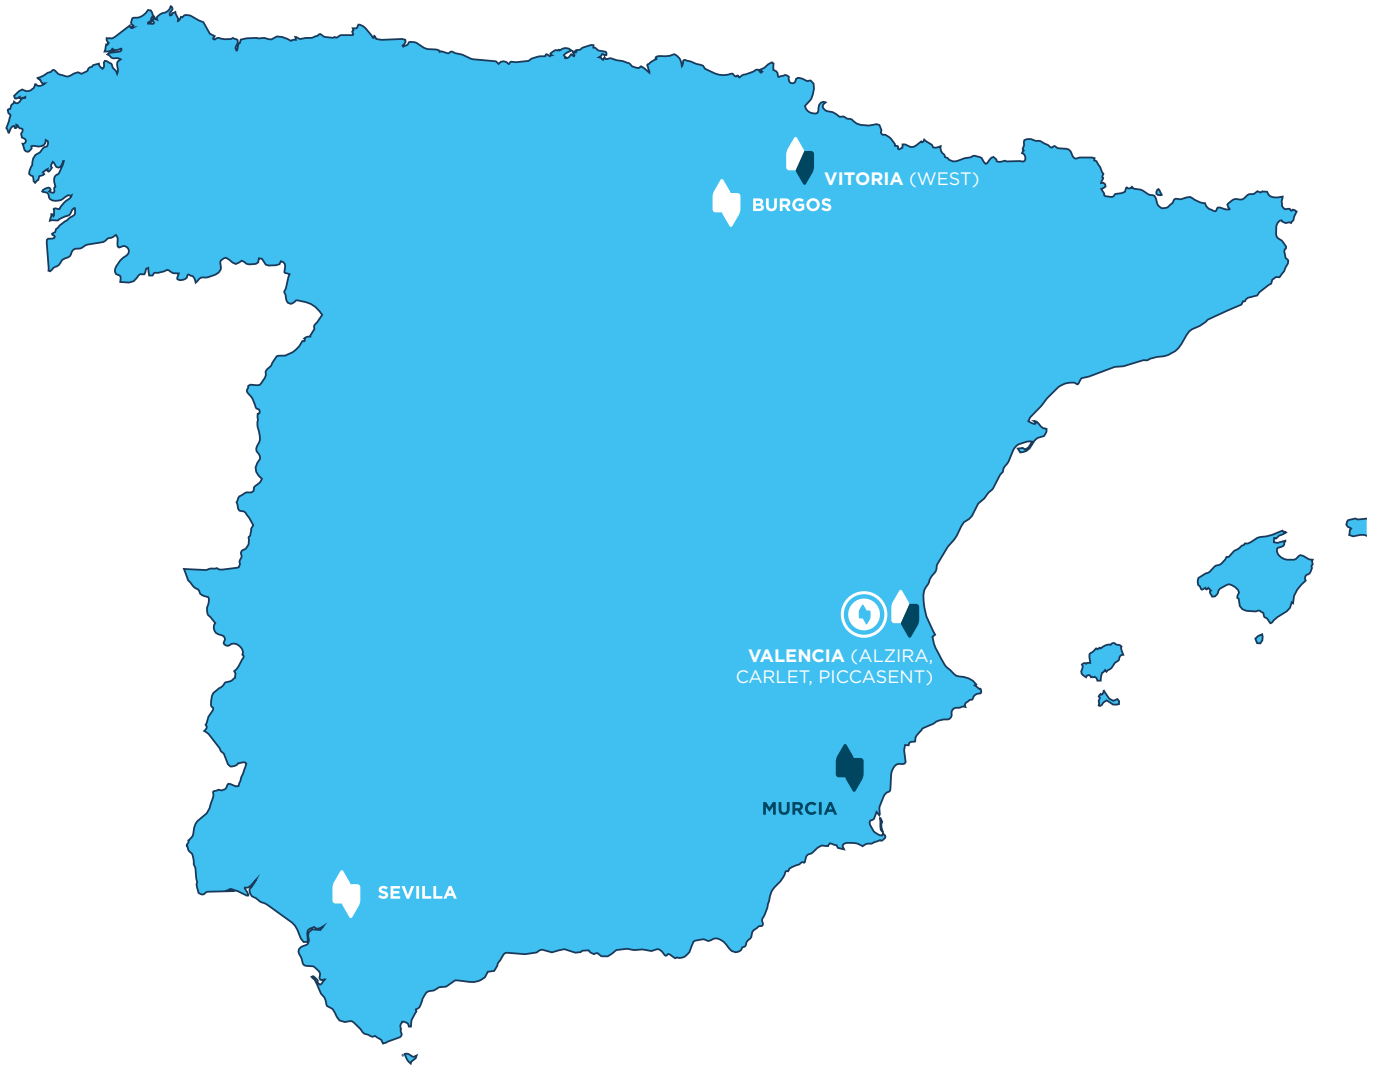 VITORIA (WEST)
BURGOS
VALENCIA (ALZIRA,
CARLET, PICCASENT)
MURCIA
SEVILLA